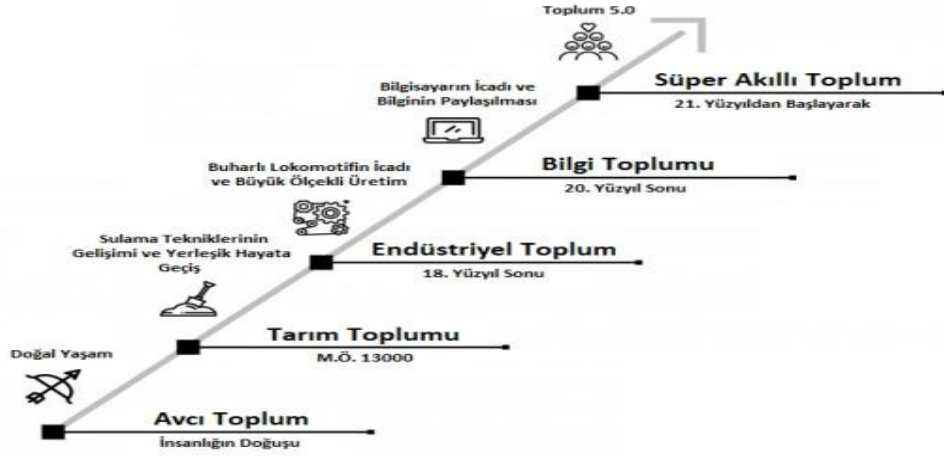 Toplum 5.0
Süper Akıllı Toplum
21. Yüzyıldan Başlayarak
Bilgisayarın İcadı ve
Bilginin Paylaşılması
Bilgi Toplumu
20. Yüzyıl Sonu
Buharlı Lokomotifin İcadı
ve Büyük Ölçekli Üretim
Endüstriyel Toplum
18. Yüzyıl Sonu
Sulama Tekniklerinin
Gelişimi ve Yerleşik Hayata
Geçiş
Tarım Toplumu
M.Ö. 13000
Doğal Yaşam
Avcı Toplum
İnsanlığın Doğuşu